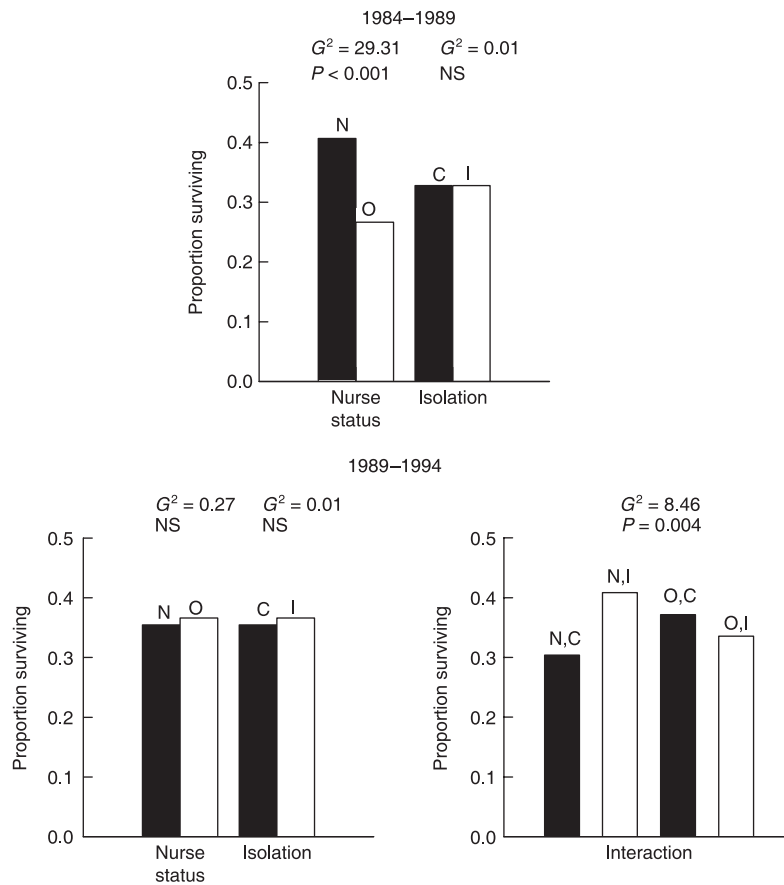 1984–1989
G² = 29.31 G² = 0.01
P < 0.001 NS
0.5
0.4
0.3
0.2
0.1
0.0
Proportion surviving
N
O
C I
Nurse status
Isolation
1989–1994
G² = 0.27 G² = 0.01
NS NS
0.5
0.4
0.3
0.2
0.1
0.0
Proportion surviving
N O C I
Nurse status
Isolation
G² = 8.46
P = 0.004
0.5
0.4
0.3
0.2
0.1
0.0
Proportion surviving
N,C
N,I
O,C
O,I
Interaction